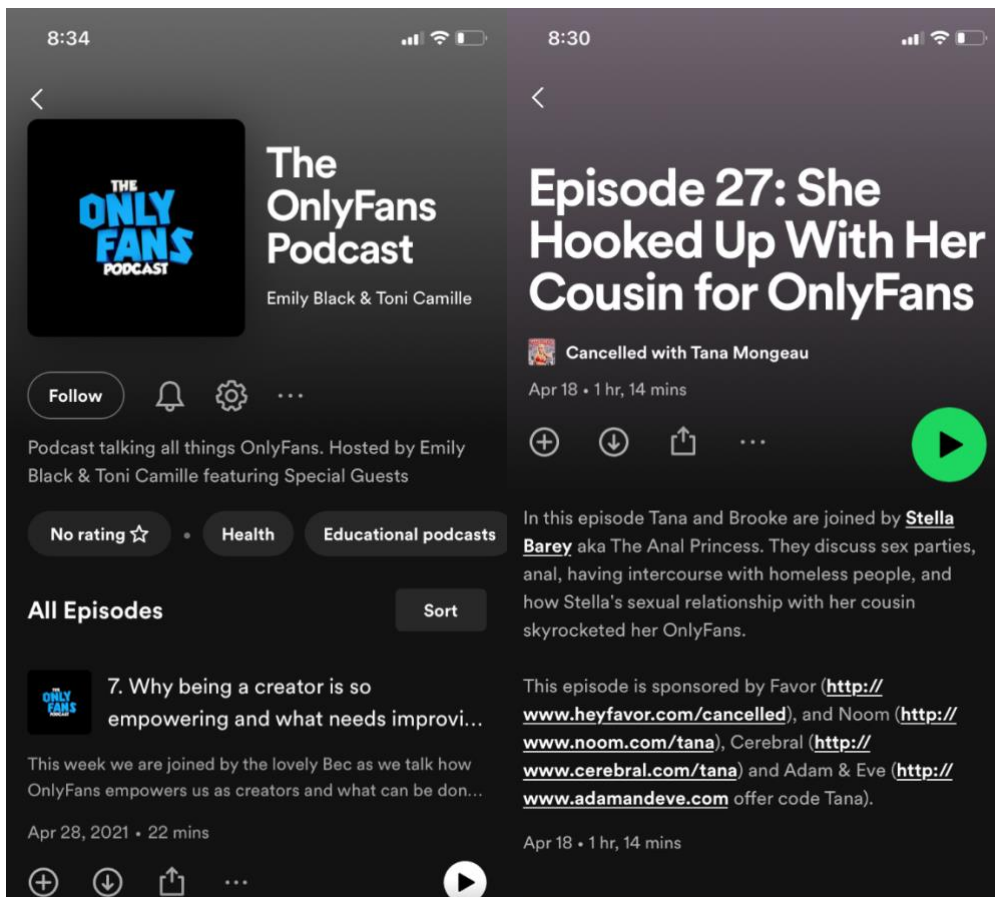 8:34
The
OnlyFans
Podcast
THE
ONLY
FANS
PODCAST
Emily Black & Toni Camille
Follow
Podcast talking all things OnlyFans. Hosted by Emily
Black & Toni Camille featuring Special Guests
No rating
Health
Educational podcasts
All Episodes
Sort
THE
ONLY
FANS
PODCAST
7. Why being a creator is so
empowering and what needs improvi...
This week we are joined by the lovely Bec as we talk how
OnlyFans empowers us as creators and what can be don...
Apr 28, 2021 • 22 mins
8:30
Episode 27: She
Hooked Up With Her
Cousin for OnlyFans
Cancelled with Tana Mongeau
Apr 18 • 1 hr, 14 mins
In this episode Tana and Brooke are joined by Stella
Barey aka The Anal Princess. They discuss sex parties,
anal, having intercourse with homeless people, and
how Stella's sexual relationship with her cousin
skyrocketed her OnlyFans.
This episode is sponsored by Favor (http://
www.heyfavor.com/cancelled), and Noom (http://
www.noom.com/tana), Cerebral (http://
www.cerebral.com/tana) and Adam & Eve (http://
www.adamandeve.com offer code Tana).
Apr 18 • 1 hr, 14 mins